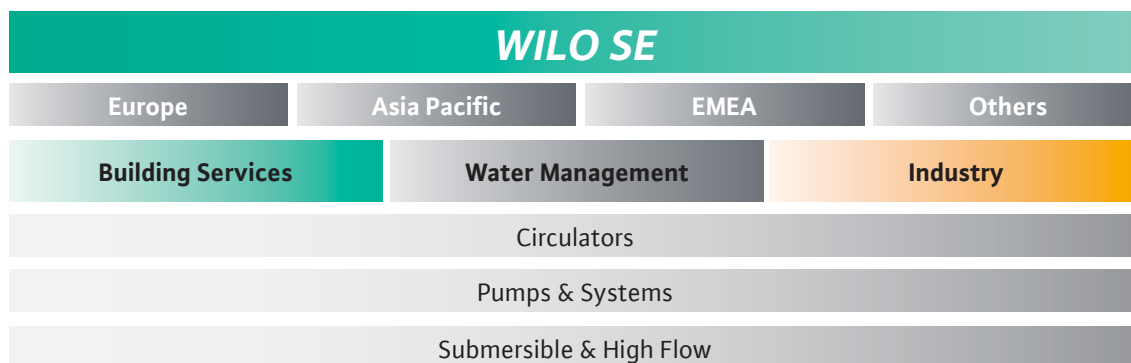 WILO SE
Europe Asia Pacific EMEA Others
Building Services Water Management Industry
Circulators
Pumps & Systems
Submersible & High Flow